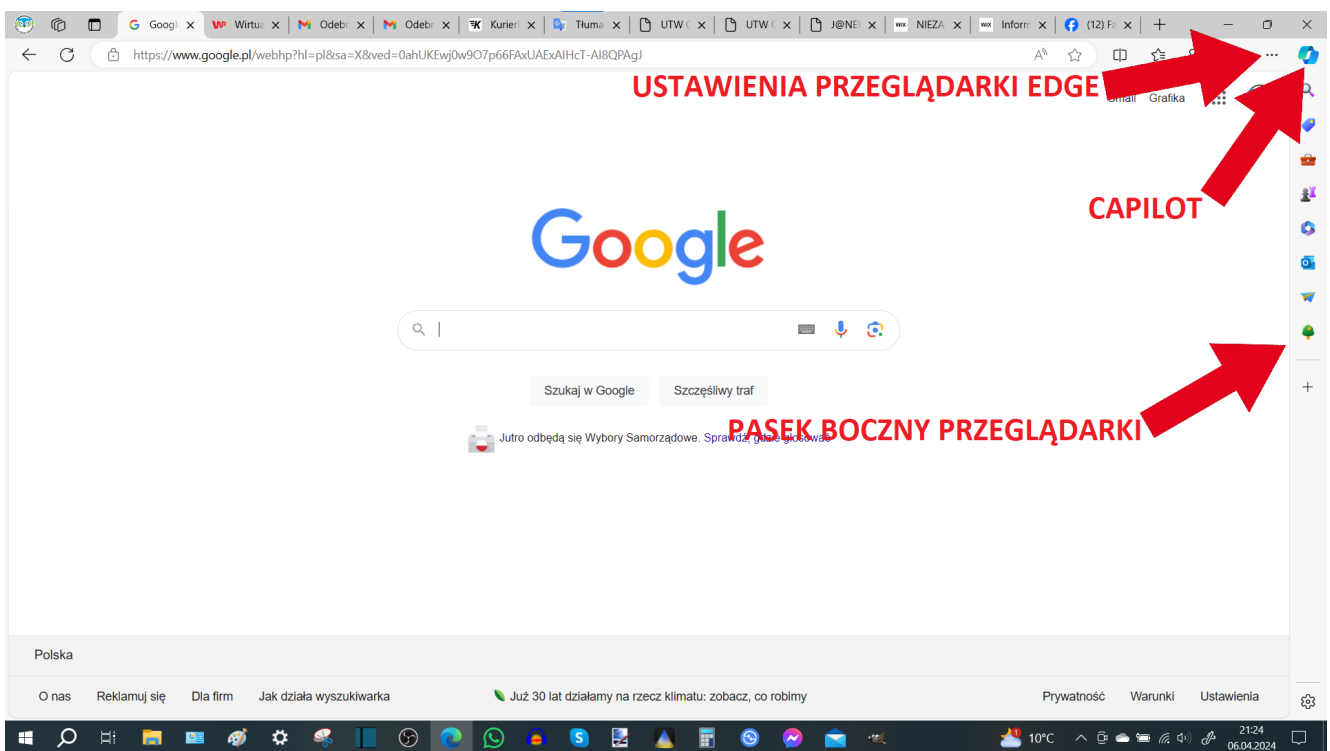 Googl Wirtua Odebr Odebr Kurier Tłuma UTW UTW J@NE NIEZA Inform (12) Fa
https://www.google.pl/webhp?hl=pl&sa=X&ved=0ahUKEwj0w9O7p66FAxUAExAIHcT-AI8QPAgJ
USTAWIENIA PRZEGLĄDARKI EDGE
Gmail Grafika
CAPILOT
Google
Szukaj w Google Szczęśliwy traf
PASEK BOCZNY PRZEGLĄDARKI
Jutro odbędą się Wybory Samorządowe. Sprawdź, gdzie głosować
Polska
O nas Reklamuj się Dla firm Jak działa wyszukiwarka Już 30 lat działamy na rzecz klimatu: zobacz, co robimy Prywatność Warunki Ustawienia
10°C 21:24
06.04.2024